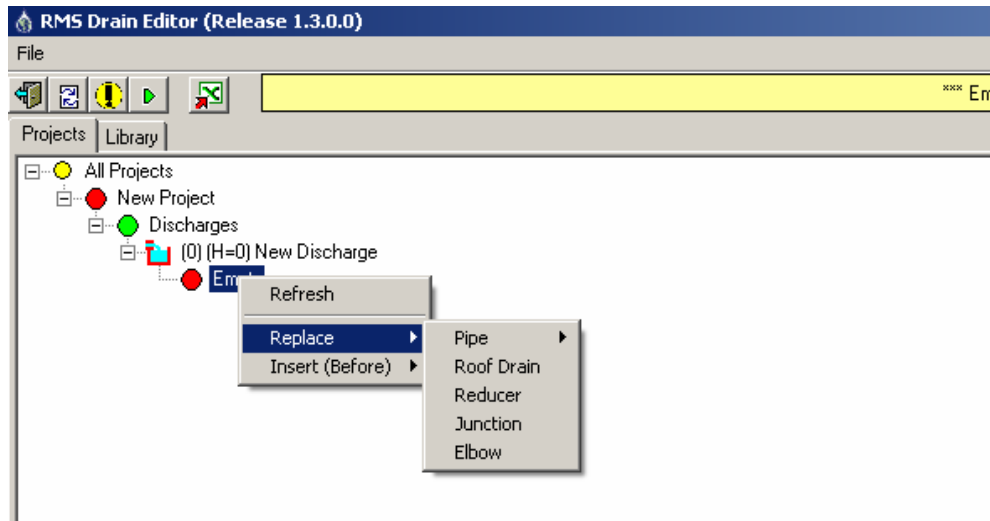 RMS Drain Editor (Release 1.3.0.0)
File
***
Projects Library
All Projects
New Project
Discharges
(0) (H=0) New Discharge
Refresh
Replace
Insert (Before)
Pipe
Roof Drain
Reducer
Junction
Elbow